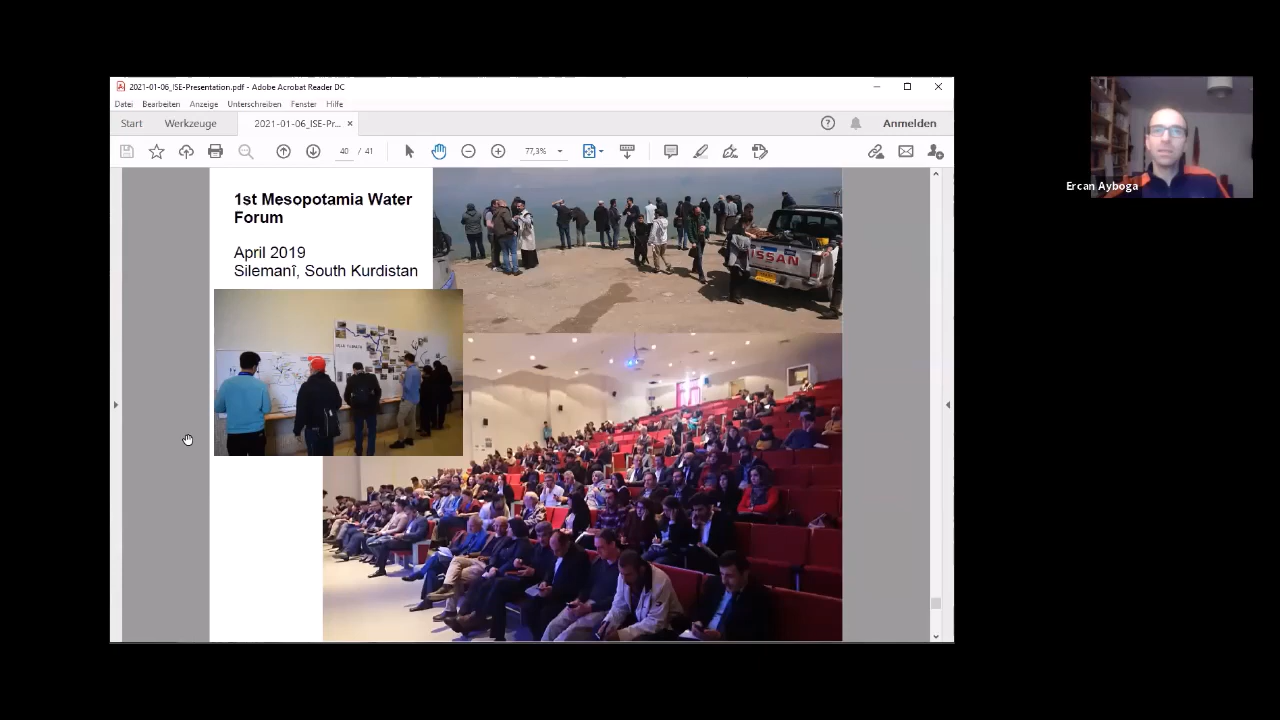 2021-01-06_ISE-Presentation.pdf - Adobe Acrobat Reader DC
Datei Bearbeiten Anzeige Unterschreiben Fenster Hilfe
Start Werkzeuge 2021-01-06_ISE-Pr... ×
Anmelden
40 / 41
77,3%
1st Mesopotamia Water
Forum
April 2019
Silemanî, South Kurdistan
ISSAN
Ercan Ayboga